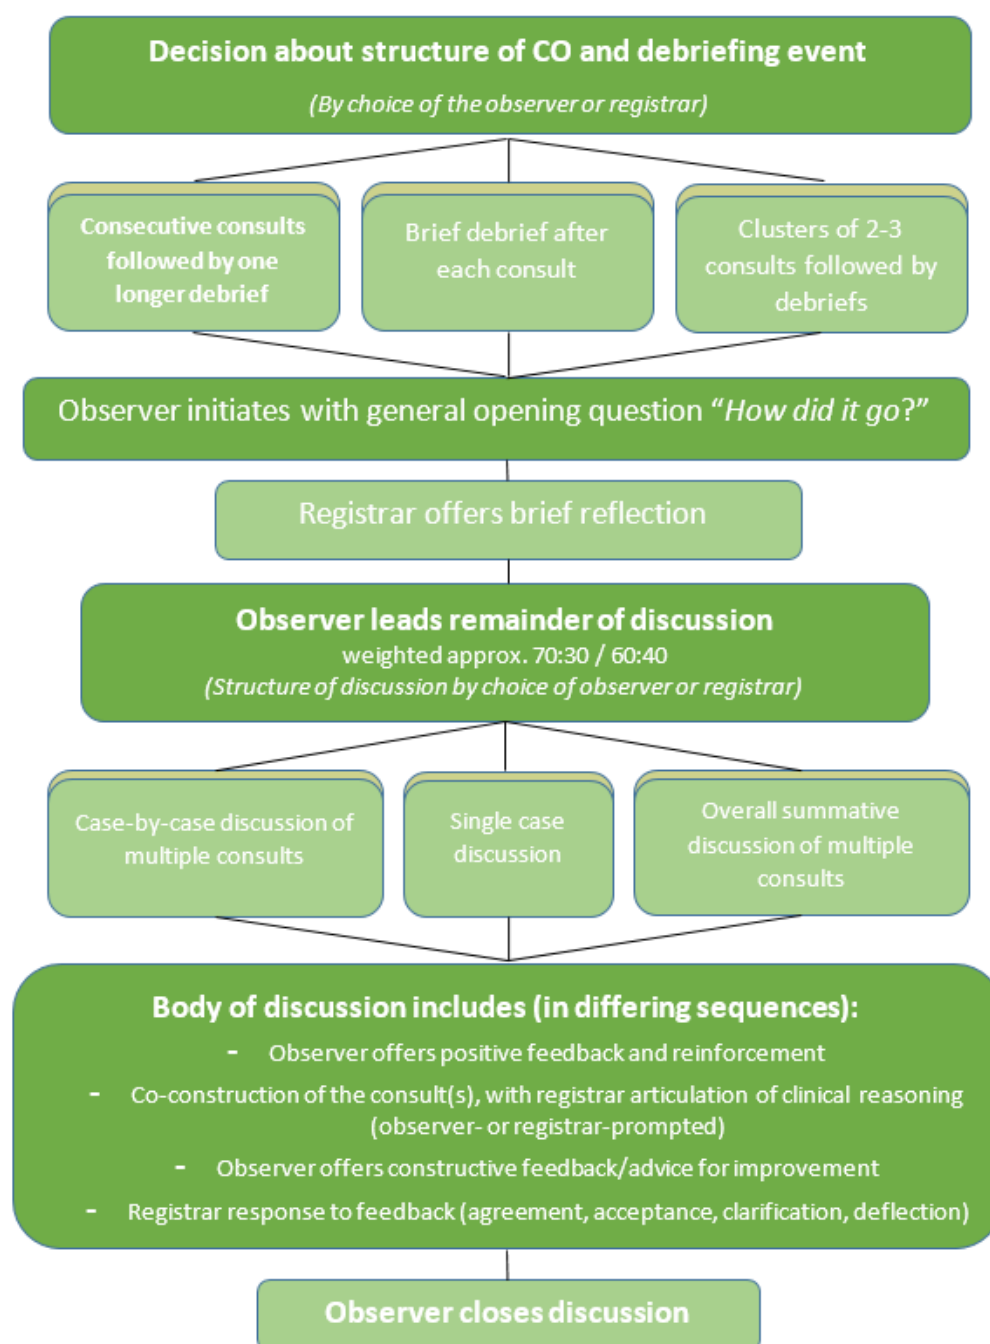 Decision about structure of CO and debriefing event
(By choice of the observer or registrar)
Consecutive consults
followed by one
longer debrief
Brief debrief after
each consult
Clusters of 2-3
consults followed by
debriefs
Observer initiates with general opening question “How did it go?”
Registrar offers brief reflection
Observer leads remainder of discussion
weighted approx. 70:30 / 60:40
(Structure of discussion by choice of observer or registrar)
Case-by-case discussion of
multiple consults
Single case
discussion
Overall summative
discussion of multiple
consults
Body of discussion includes (in differing sequences):
- Observer offers positive feedback and reinforcement
- Co-construction of the consult(s), with registrar articulation of clinical reasoning
(observer- or registrar-prompted)
- Observer offers constructive feedback/advice for improvement
- Registrar response to feedback (agreement, acceptance, clarification, deflection)
Observer closes discussion